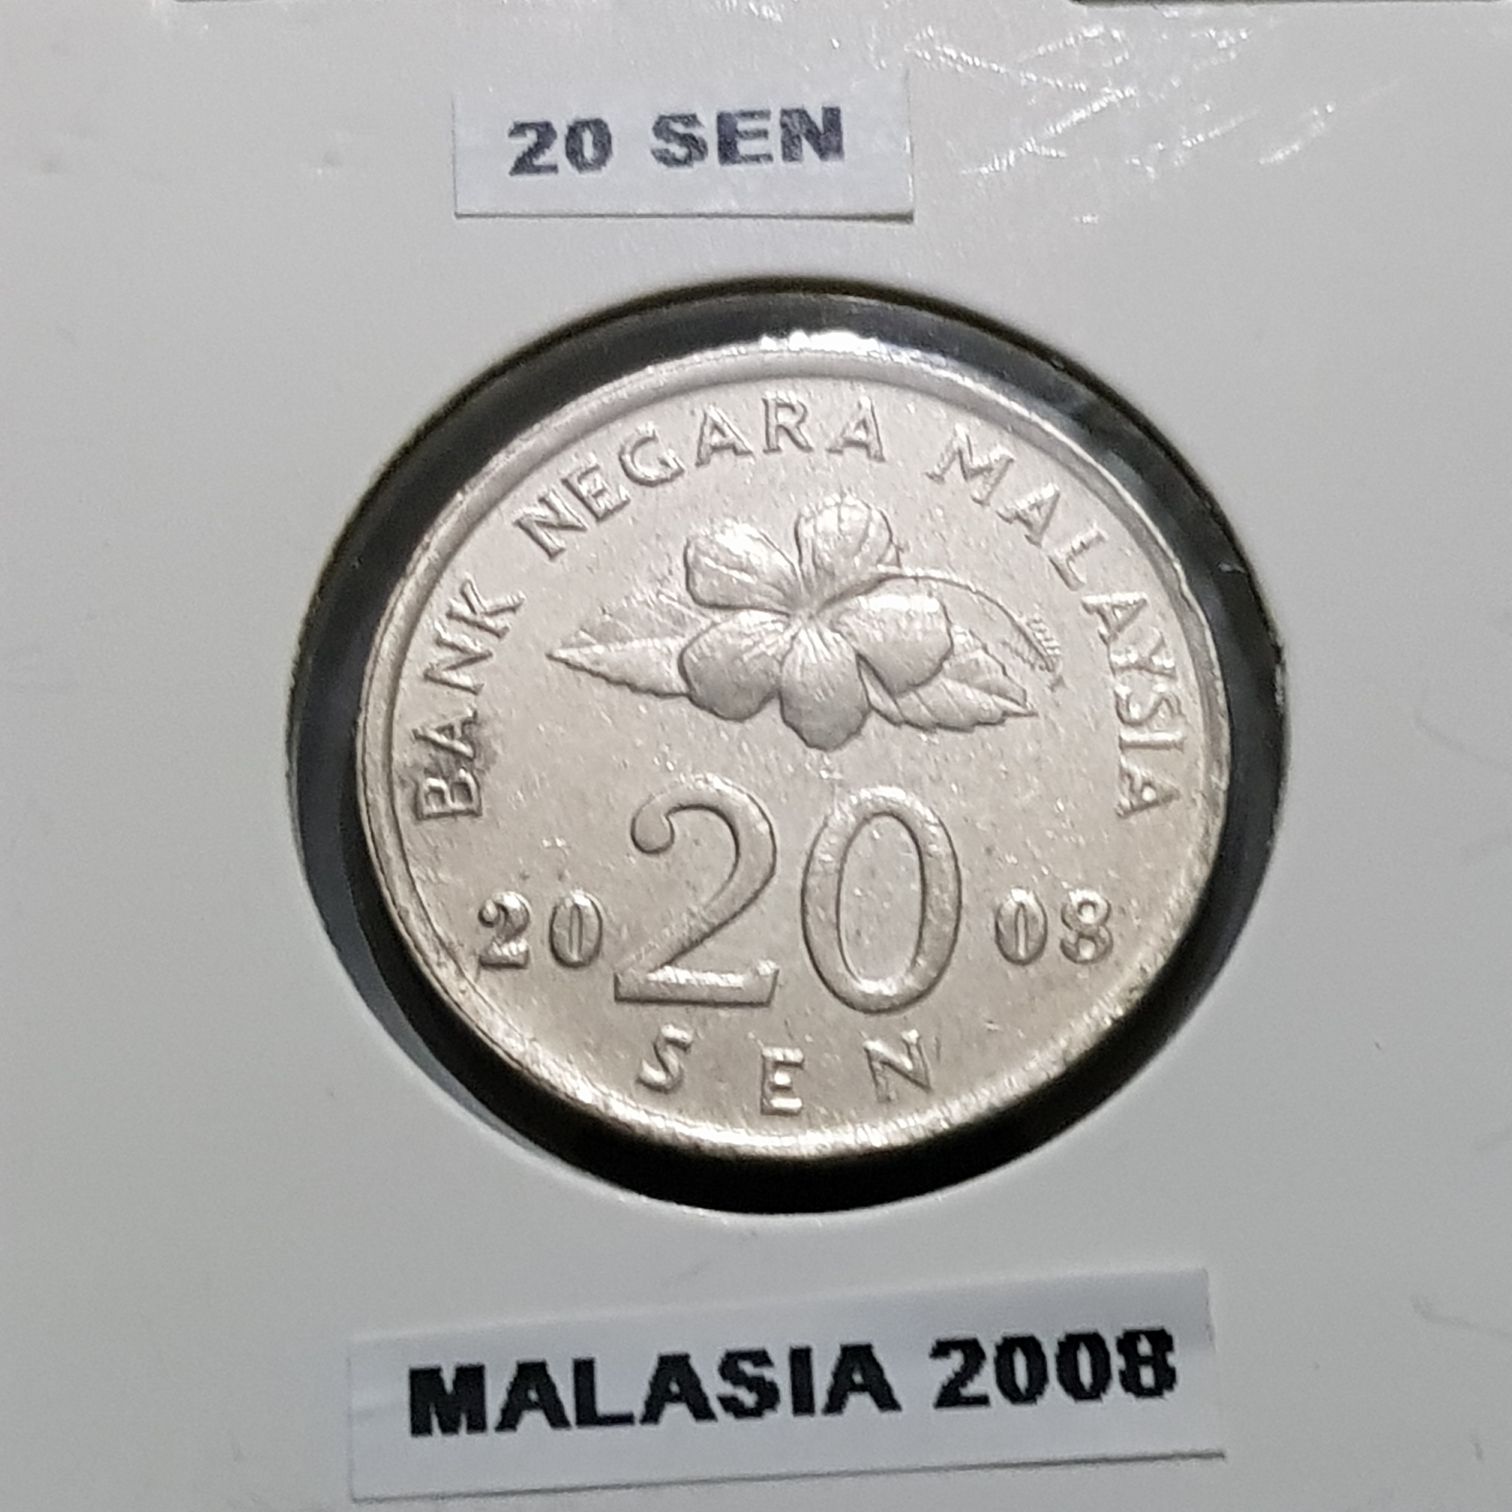 20 SEN
BANK NEGARA MALAYSIA
20 20 08
SEN
MALASIA 2008